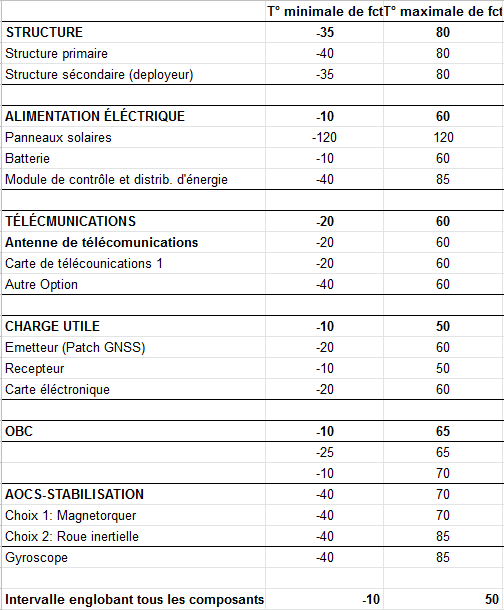 T° minimale de fct T° maximale de fct
STRUCTURE -35 80
Structure primaire -40 80
Structure sécondaire (deployeur) -35 80
ALIMENTATION ÉLÉCTRIQUE -10 60
Panneaux solaires -120 120
Batterie -10 60
Module de contrôle et distrib. d'énergie -40 85
TÉLÉCMUNICATIONS -20 60
Antenne de télécomunications -20 60
Carte de télécounications 1 -20 60
Autre Option -40 60
CHARGE UTILE -10 50
Emetteur (Patch GNSS) -20 60
Recepteur -10 50
Carte éléctronique -20 60
OBC -10 65
-25 65
-10 70
AOCS-STABILISATION -40 70
Choix 1: Magnetorquer -40 70
Choix 2: Roue inertielle -40 85
Gyroscope -40 85
Intervalle englobant tous les composants -10 50